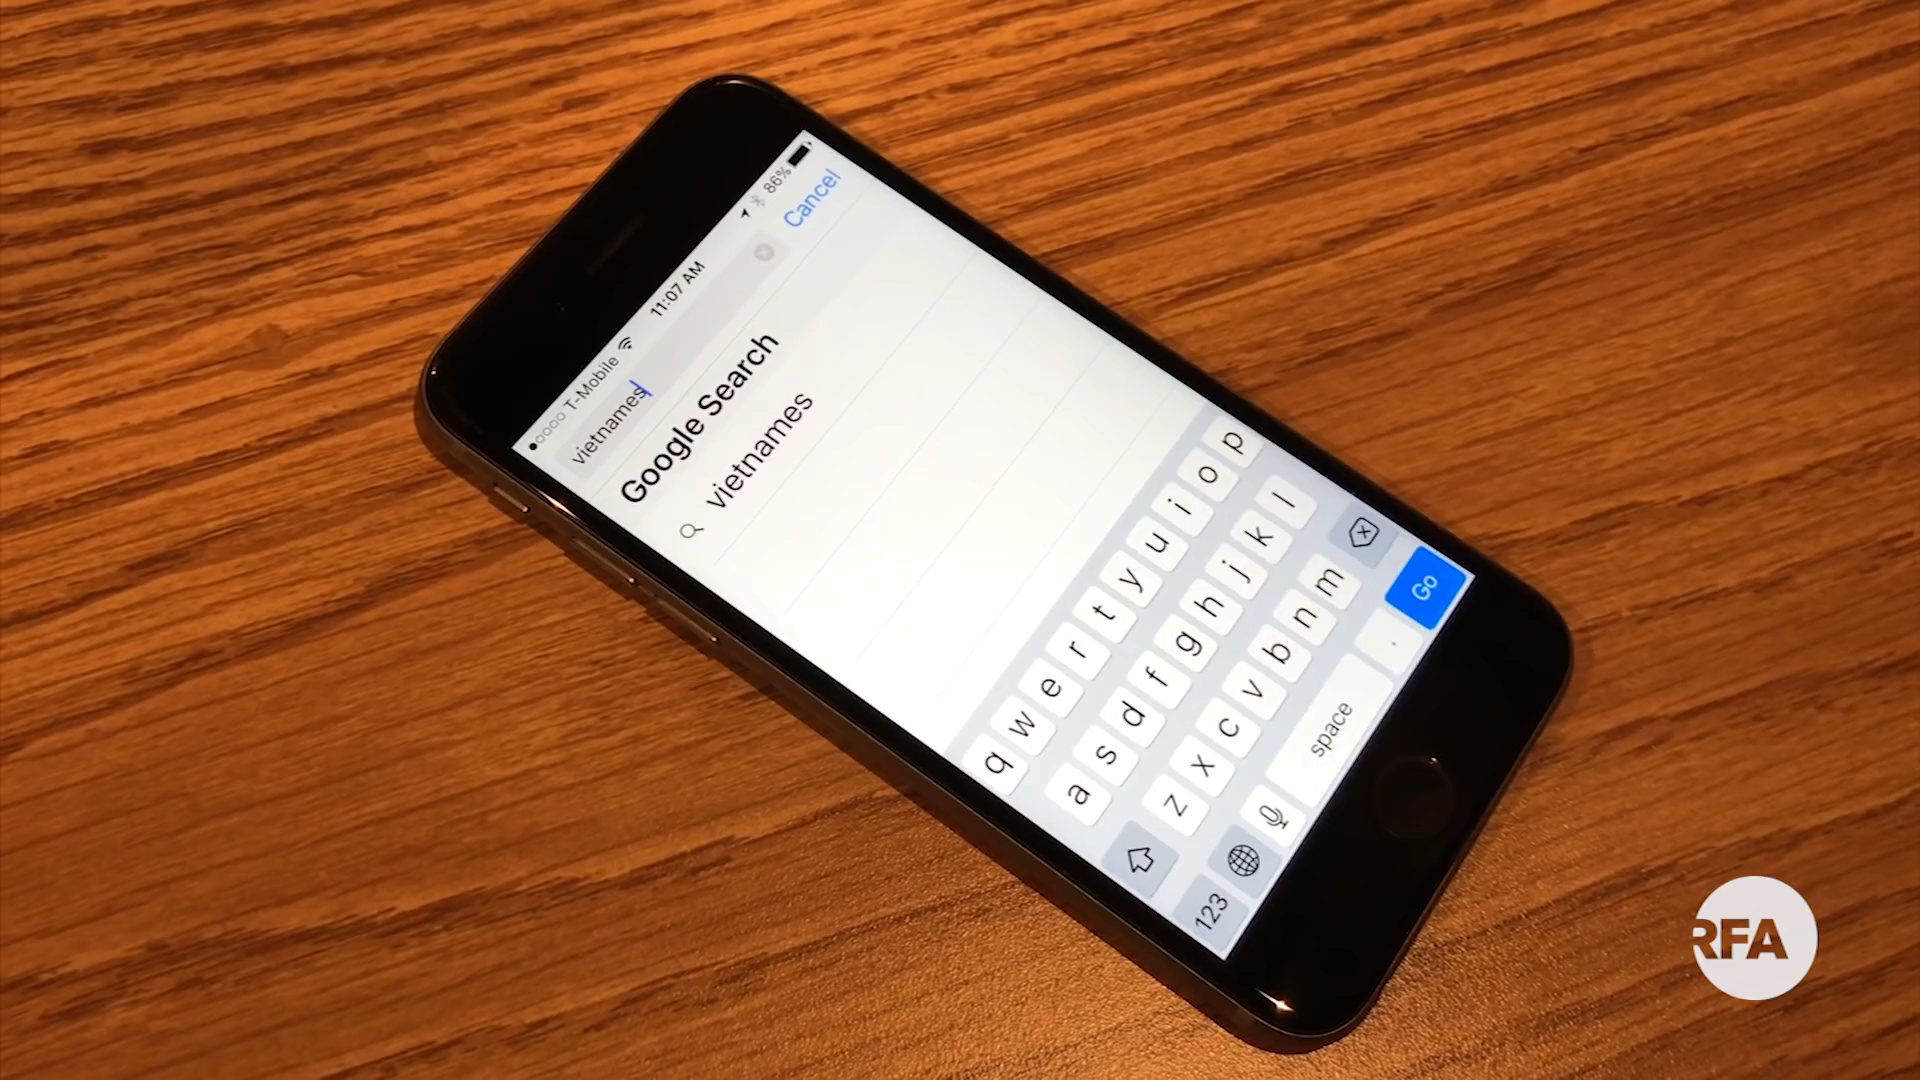 T-Mobile 11:07 AM 86%
vietnames Cancel
Google Search
vietnames
q w e r t y u i o p
a s d f g h j k l
z x c v b n m
123 space . Go
RFA